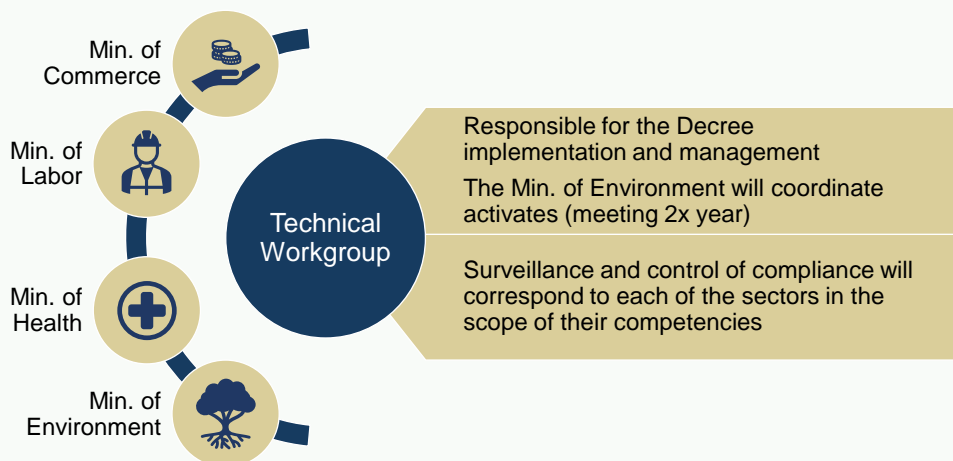 Min. of
Commerce
Min. of
Labor
Min. of
Health
Min. of
Environment
Technical
Workgroup
Responsible for the Decree
implementation and management
The Min. of Environment will coordinate
activates (meeting 2x year)
Surveillance and control of compliance will
correspond to each of the sectors in the
scope of their competencies